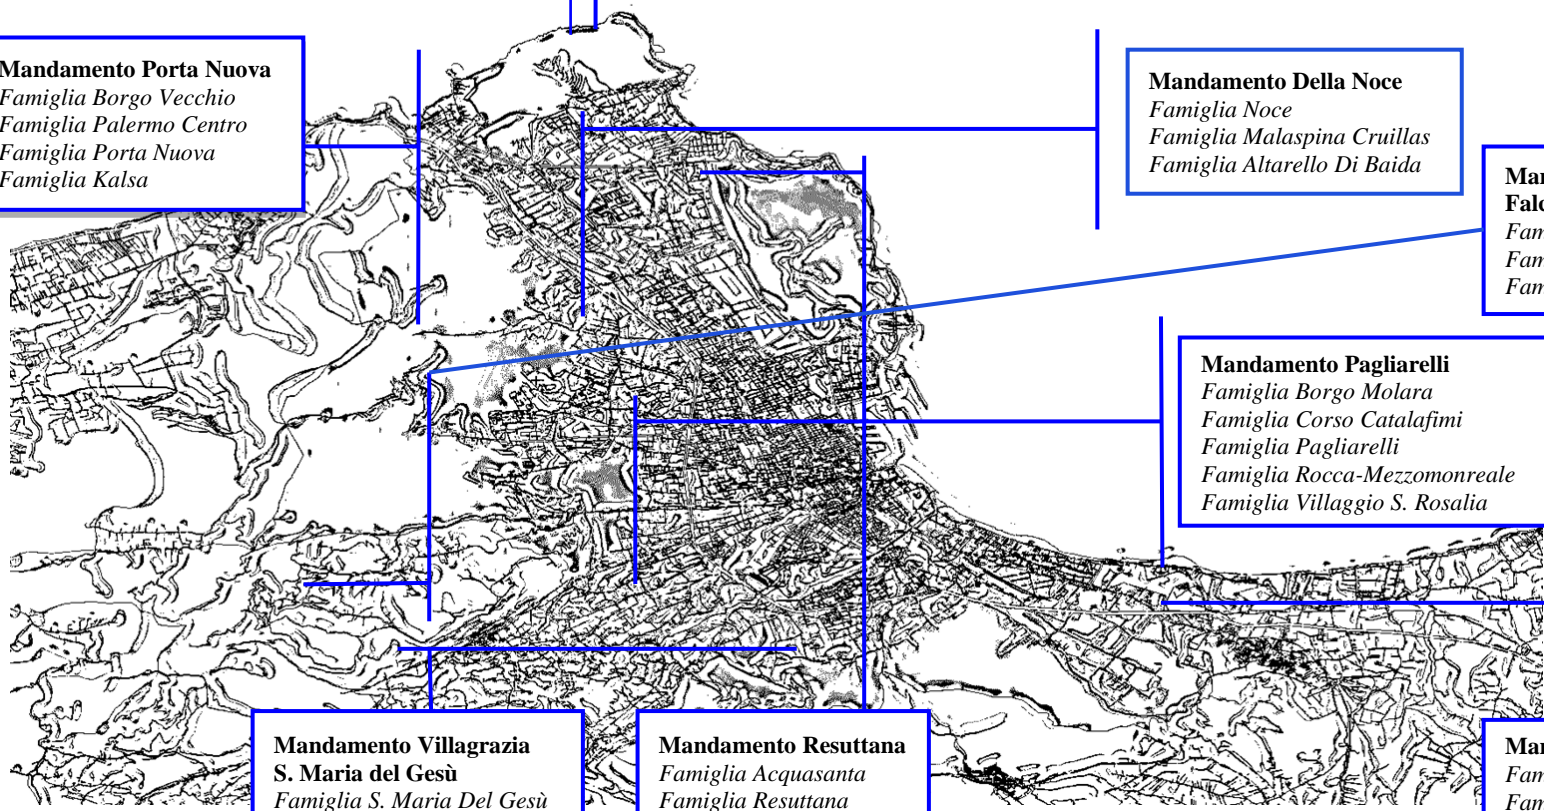 Mandamento Porta Nuova
Famiglia Borgo Vecchio
Famiglia Palermo Centro
Famiglia Porta Nuova
Famiglia Kalsa
Mandamento Della Noce
Famiglia Noce
Famiglia Malaspina Cruillas
Famiglia Altarello Di Baida
Mandamento Pagliarelli
Famiglia Borgo Molara
Famiglia Corso Catalafimi
Famiglia Pagliarelli
Famiglia Rocca-Mezzomonreale
Famiglia Villaggio S. Rosalia
Mandamento Villagrazia
S. Maria del Gesù
Famiglia S. Maria Del Gesù
Mandamento Resuttana
Famiglia Acquasanta
Famiglia Resuttana